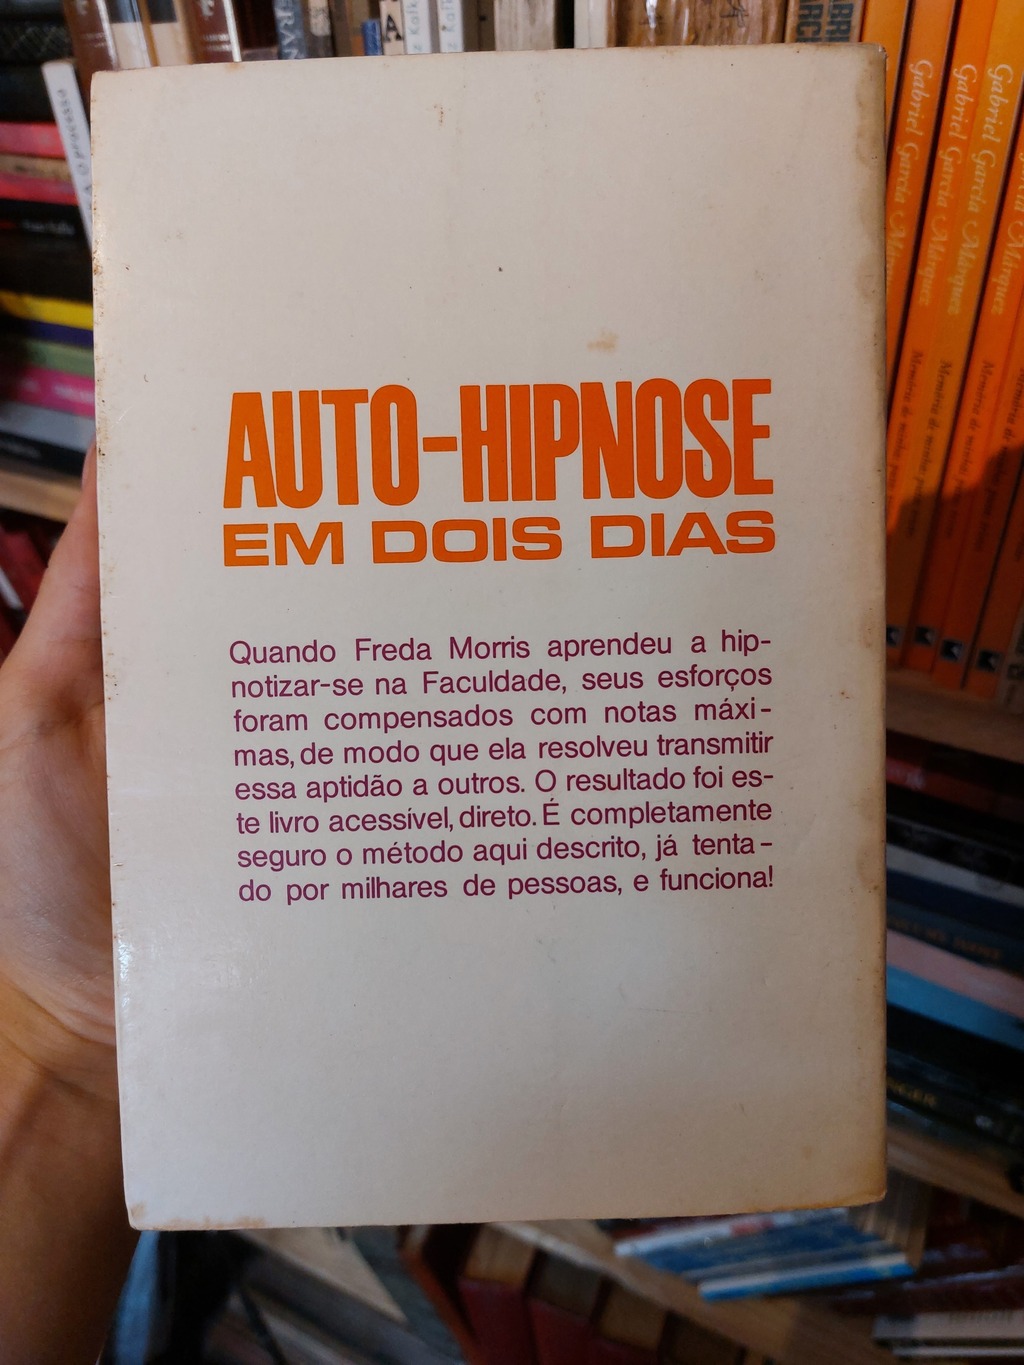 AUTO-HIPNOSE
EM DOIS DIAS
Quando Freda Morris aprendeu a hip-
notizar-se na Faculdade, seus esforços
foram compensados com notas máxi-
mas, de modo que ela resolveu transmitir
essa aptidão a outros. O resultado foi es-
te livro acessível, direto. É completamente
seguro o método aqui descrito, já tenta-
do por milhares de pessoas, e funciona!
O processo
Gabriel García Márquez
Gabriel García Márquez
Gabriel García Márquez